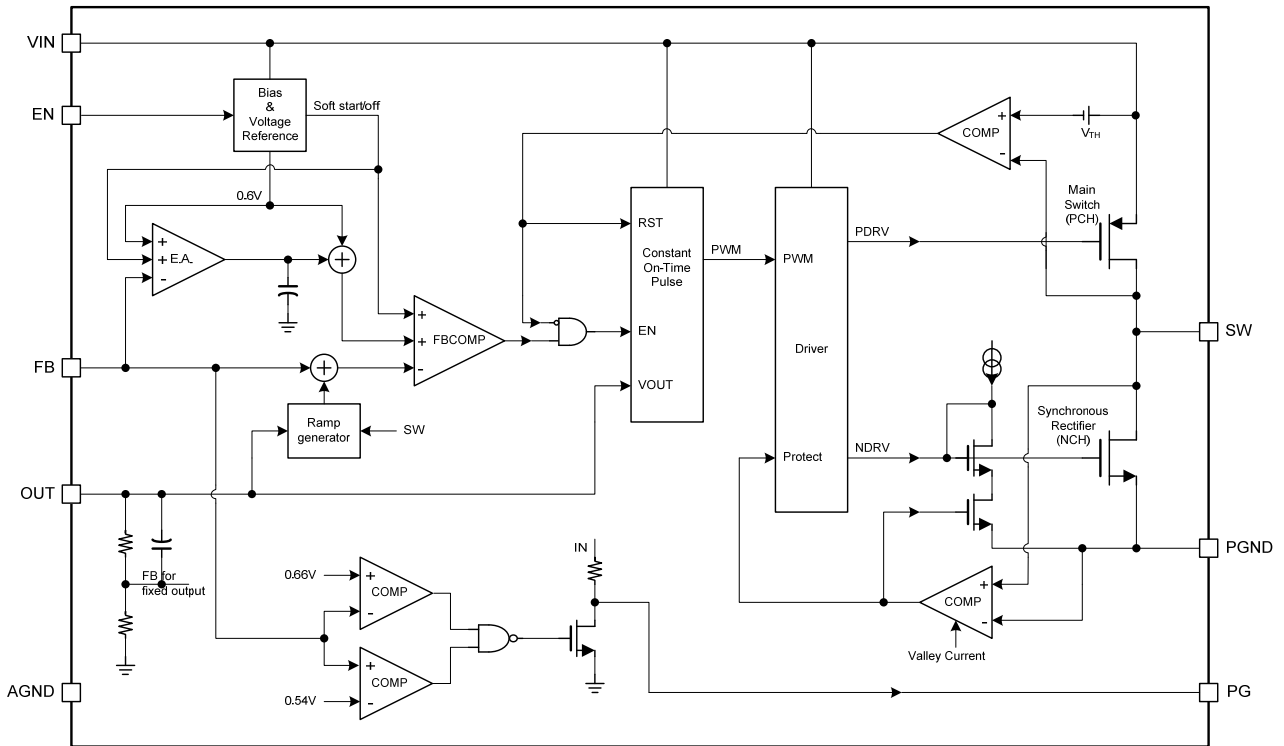 VIN
EN
Bias
&
Voltage
Reference
Soft start/off
0.6V
+
+ E.A.
-
+
+
+ FBCOMP
-
FB
+
Ramp
generator
SW
OUT
FB for
fixed output
AGND
0.66V
+
COMP
-
+
COMP
0.54V
-
IN
RST
Constant
On-Time
Pulse
EN
VOUT
PWM
PWM
Driver
Protect
PDRV
NDRV
+
COMP
-
VTH
Main
Switch
(PCH)
SW
Synchronous
Rectifier
(NCH)
PGND
+
COMP
-
Valley Current
PG